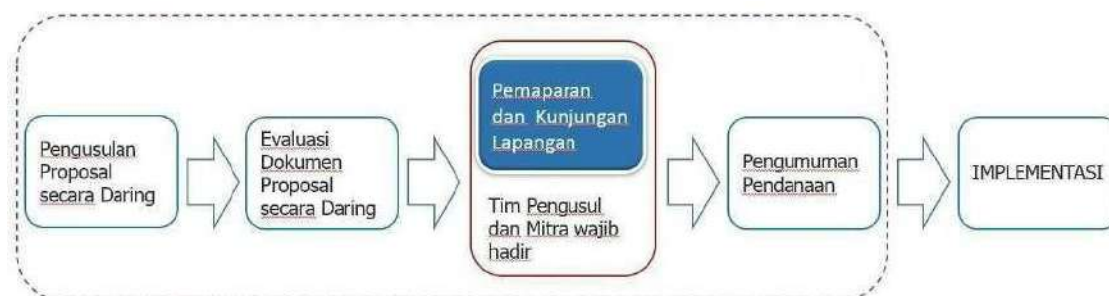 Pengusulan
Proposal
secara Daring
Evaluasi
Dokumen
Proposal
secara Daring
Pemaparan
dan Kunjungan
Lapangan
Tim Pengusul
dan Mitra wajib
hadir
Pengumuman
Pendanaan
IMPLEMENTASI